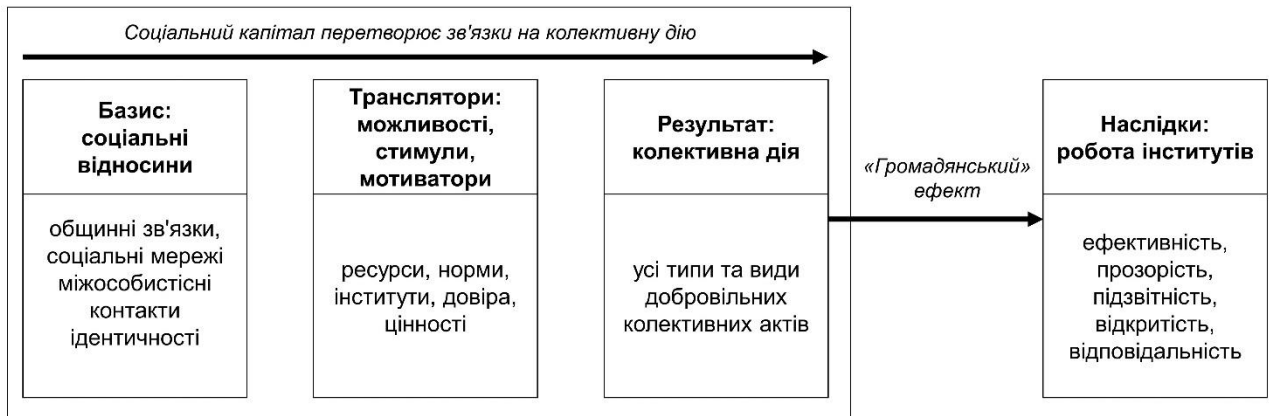 Соціальний капітал перетворює зв'язки на колективну дію
Базис:
соціальні
відносини
общинні зв'язки,
соціальні мережі
міжособистісні
контакти
ідентичності
Транслятори:
можливості,
стимули,
мотиватори
ресурси, норми,
інститути, довіра,
цінності
Результат:
колективна дія
усі типи та види
добровільних
колективних актів
«Громадянський»
ефект
Наслідки:
робота інститутів
ефективність,
прозорість,
підзвітність,
відкритість,
відповідальність